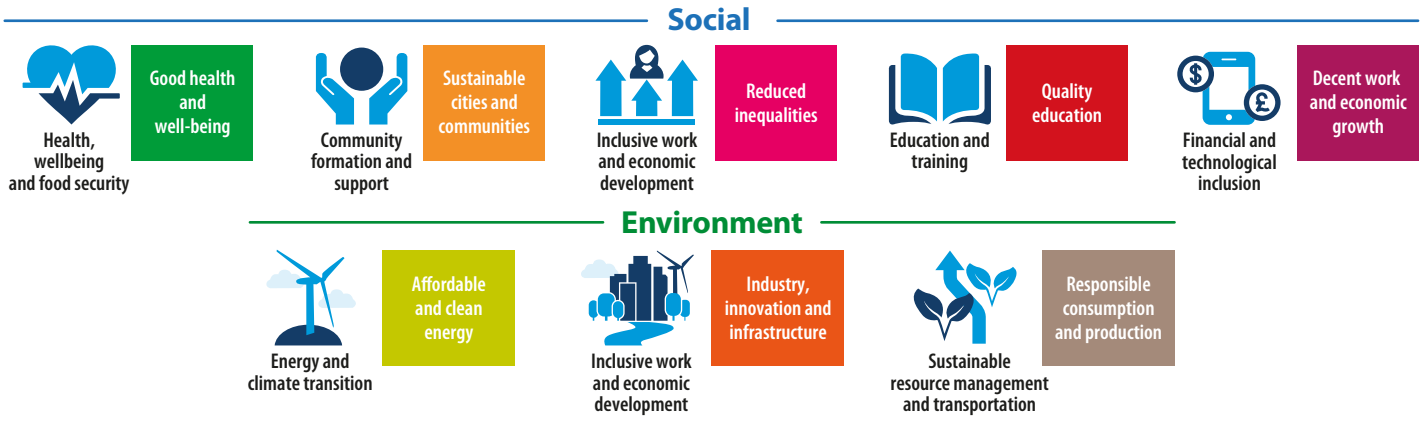 Social
Health,
wellbeing
and food security
Good health
and
well-being
Community
formation and
support
Sustainable
cities and
communities
Inclusive work
and economic
development
Reduced
inequalities
Education and
training
Quality
education
$
£
Financial and
technological
inclusion
Decent work
and economic
growth
Environment
Energy and
climate transition
Affordable
and clean
energy
Inclusive work
and economic
development
Industry,
innovation and
infrastructure
Sustainable
resource management
and transportation
Responsible
consumption
and production